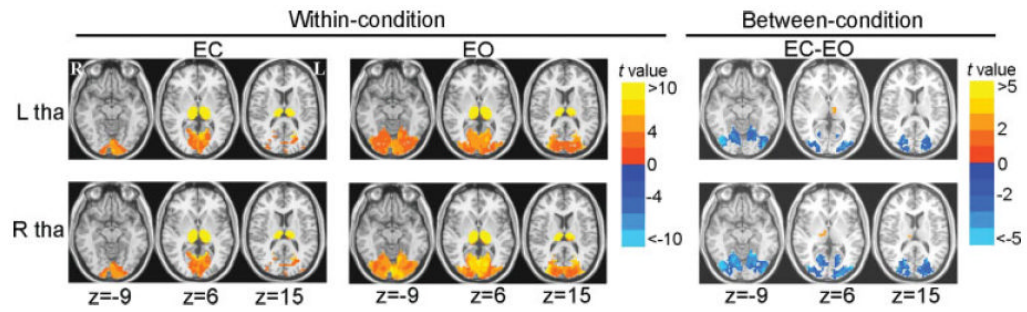 Within-condition
Between-condition
EC
EO
EC-EO
R
L
t value
t value
L tha
>10
4
0
-4
<-10
>5
2
0
-2
<-5
R tha
z=-9
z=6
z=15
z=-9
z=6
z=15
z=-9
z=6
z=15